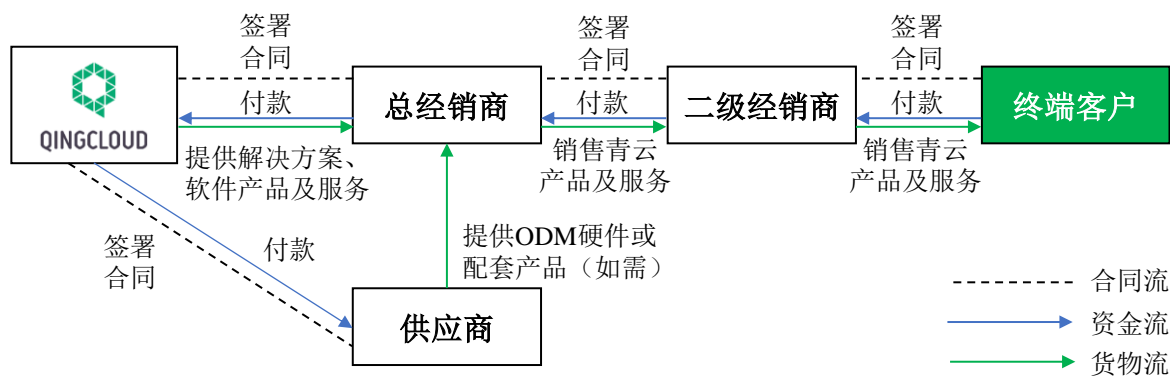 签署
合同
签署
合同
签署
合同
QINGCLOUD
付款
总经销商
付款
二级经销商
付款
终端客户
提供解决方案、
软件产品及服务
销售青云
产品及服务
销售青云
产品及服务
签署
合同
付款
提供ODM硬件或
配套产品（如需）
供应商
合同流
资金流
货物流